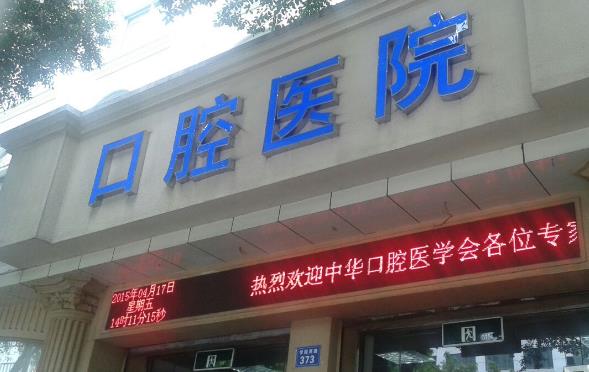 口腔医院
2015年04月17日
星期五
14时11分15秒
热烈欢迎中华口腔医学会各位专家
373